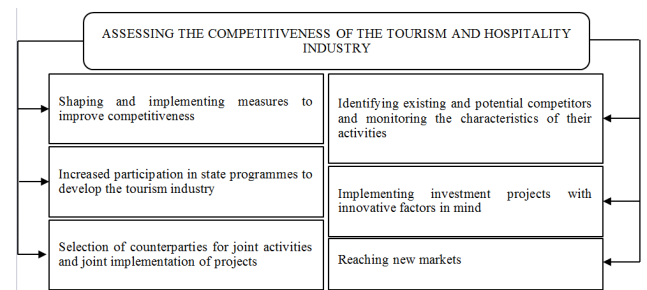 ASSESSING THE COMPETITIVENESS OF THE TOURISM AND HOSPITALITY
INDUSTRY
Shaping and implementing measures to
improve competitiveness
Increased participation in state programmes to
develop the tourism industry
Selection of counterparties for joint activities
and joint implementation of projects
Identifying existing and potential competitors
and monitoring the characteristics of their
activities
Implementing investment projects with
innovative factors in mind
Reaching new markets